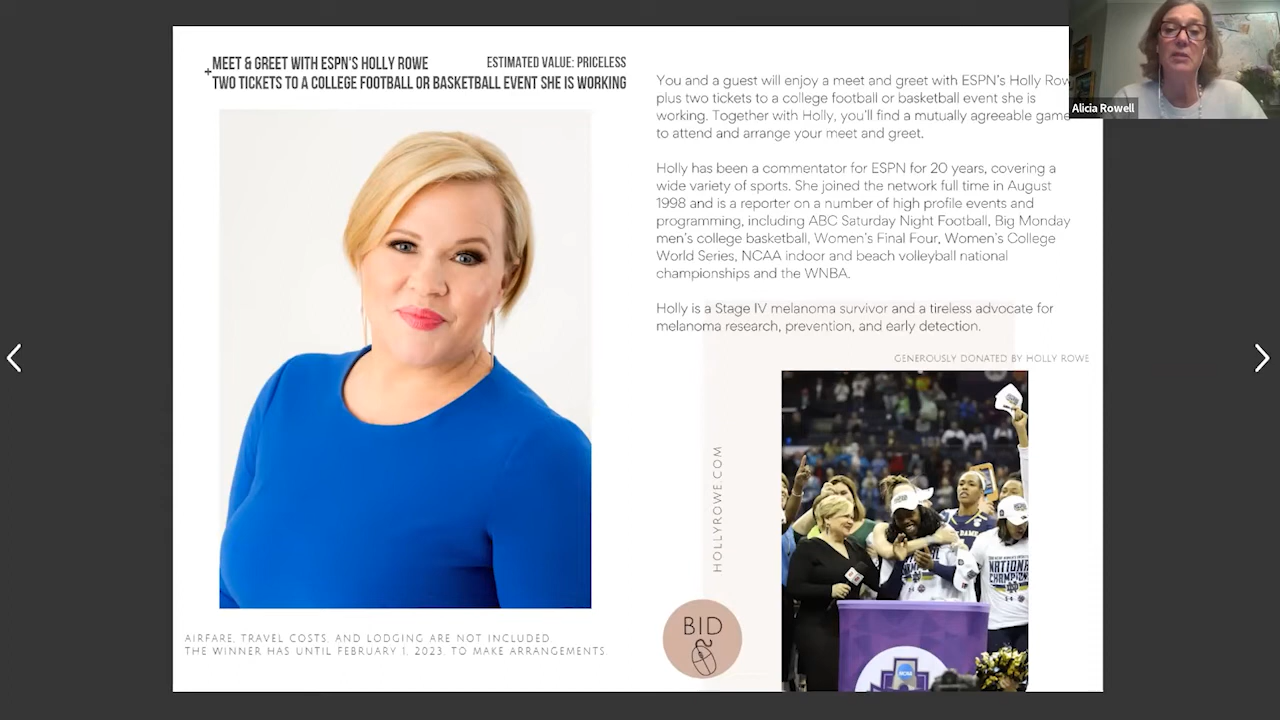 MEET & GREET WITH ESPN'S HOLLY ROWE
ESTIMATED VALUE: PRICELESS
TWO TICKETS TO A COLLEGE FOOTBALL OR BASKETBALL EVENT SHE IS WORKING
You and a guest will enjoy a meet and greet with ESPN's Holly Row
plus two tickets to a college football or basketball event she is
working. Together with Holly, you'll find a mutually agreeable game
to attend and arrange your meet and greet.
Holly has been a commentator for ESPN for 20 years, covering a
wide variety of sports. She joined the network full time in August
1998 and is a reporter on a number of high profile events and
programming, including ABC Saturday Night Football, Big Monday
men's college basketball, Women's Final Four, Women's College
World Series, NCAA indoor and beach volleyball national
championships and the WNBA.
Holly is a Stage IV melanoma survivor and a tireless advocate for
melanoma research, prevention, and early detection.
GENEROUSLY DONATED BY HOLLY ROWE
HOLLYROWE.COM
BID
NATIONAL
CHAMPIONS
NCAA
AIRFARE, TRAVEL COSTS, AND LODGING ARE NOT INCLUDED
THE WINNER HAS UNTIL FEBRUARY 1, 2023, TO MAKE ARRANGEMENTS
Alicia Rowell